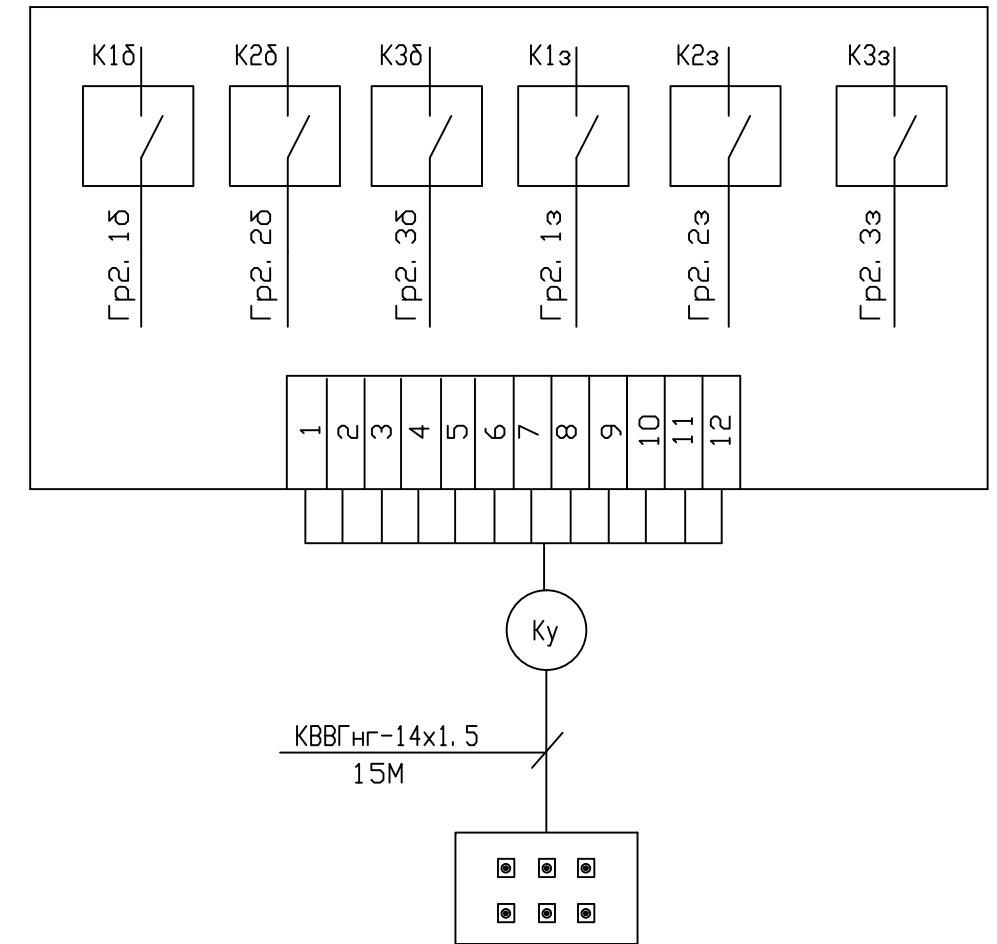 К1б К2б К3б К1з К2з К3з
Гр2. 1б Гр2. 2б Гр2. 3б Гр2. 1з Гр2. 2з Гр2. 3з
1 2 3 4 5 6 7 8 9 10 11 12
Ку
КВВГнг-14х1.5
15М